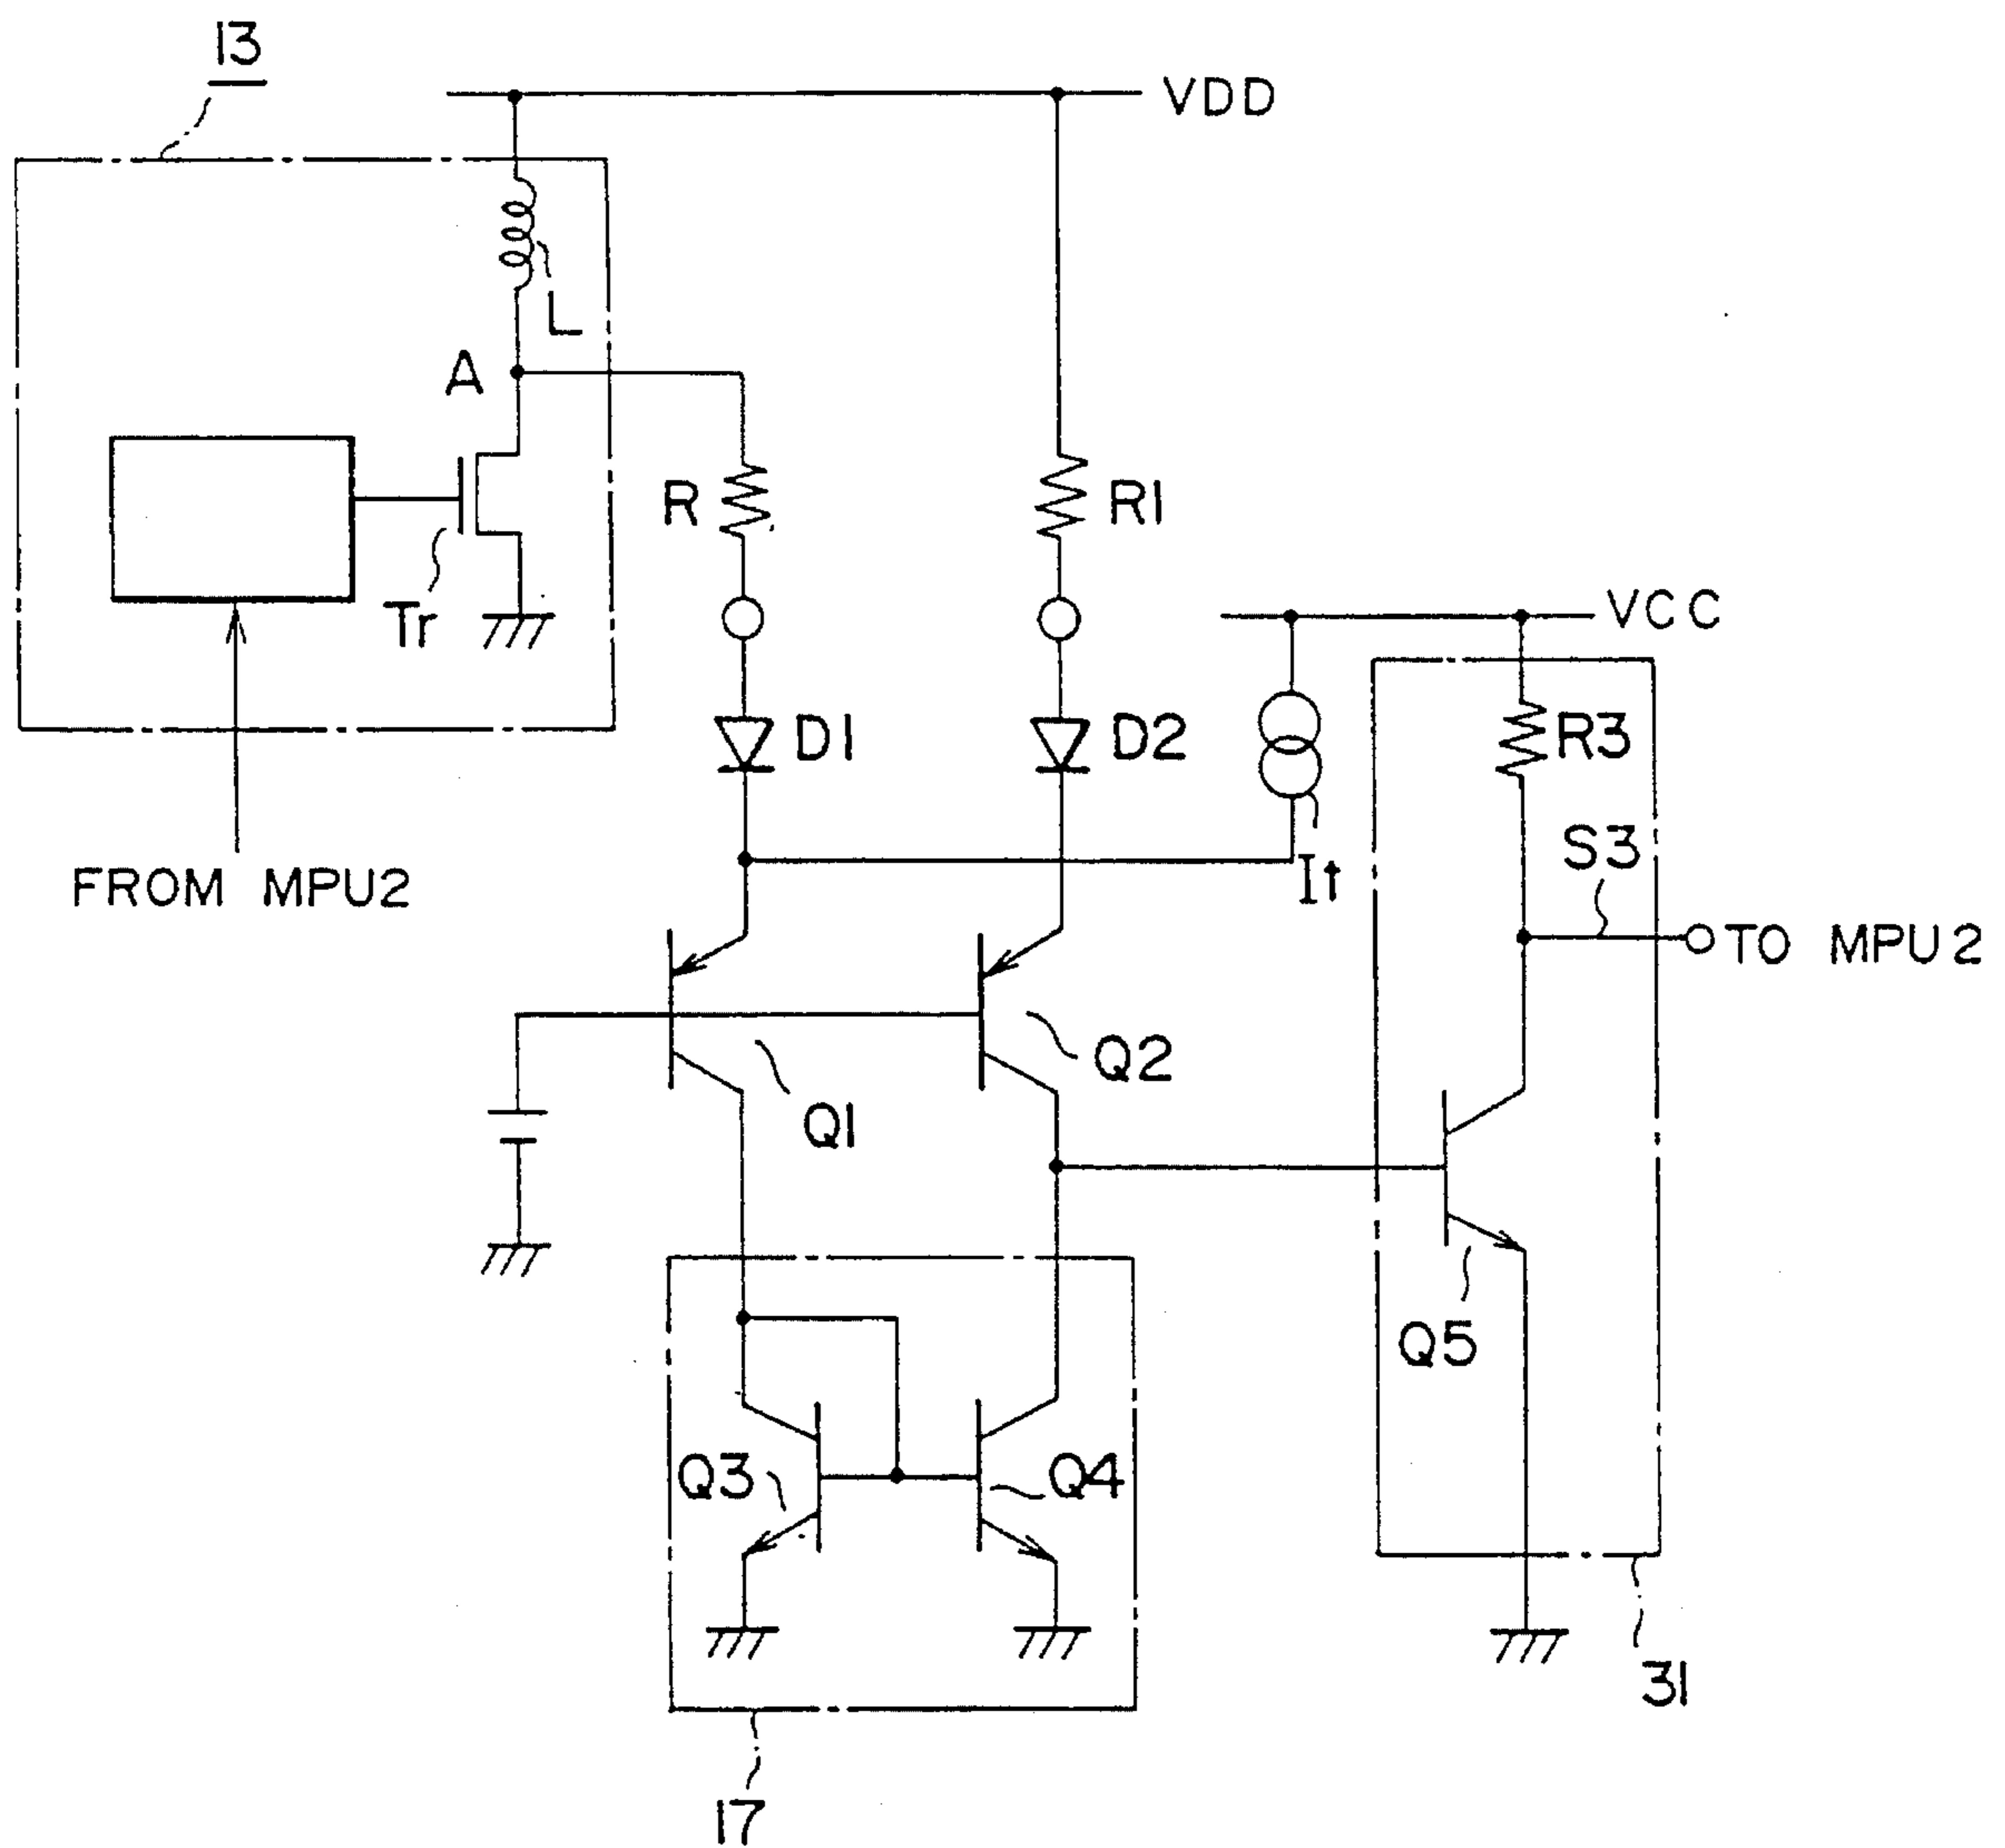 13
VDD
L
A
R
R1
Tr
VCC
D1
D2
R3
S3
FROM MPU2
It
TO MPU2
Q2
Q1
Q5
Q3
Q4
31
17